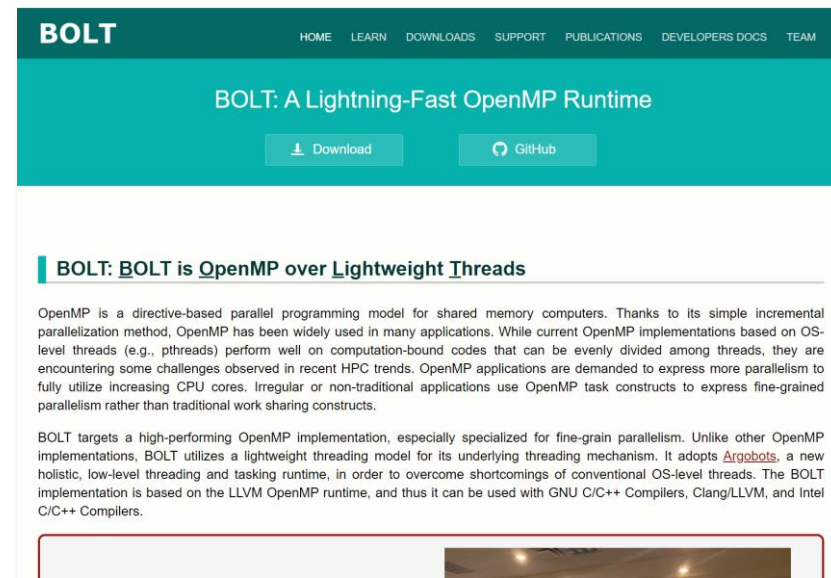 BOLT
HOME LEARN DOWNLOADS SUPPORT PUBLICATIONS DEVELOPERS DOCS TEAM
BOLT: A Lightning-Fast OpenMP Runtime
Download GitHub
BOLT: BOLT is OpenMP over Lightweight Threads
OpenMP is a directive-based parallel programming model for shared memory computers. Thanks to its simple incremental
parallelization method, OpenMP has been widely used in many applications. While current OpenMP implementations based on OS-
level threads (e.g., pthreads) perform well on computation-bound codes that can be evenly divided among threads, they are
encountering some challenges observed in recent HPC trends. OpenMP applications are demanded to express more parallelism to
fully utilize increasing CPU cores. Irregular or non-traditional applications use OpenMP task constructs to express fine-grained
parallelism rather than traditional work sharing constructs.
BOLT targets a high-performing OpenMP implementation, especially specialized for fine-grain parallelism. Unlike other OpenMP
implementations, BOLT utilizes a lightweight threading model for its underlying threading mechanism. It adopts Argobots, a new
holistic, low-level threading and tasking runtime, in order to overcome shortcomings of conventional OS-level threads. The BOLT
implementation is based on the LLVM OpenMP runtime, and thus it can be used with GNU C/C++ Compilers, Clang/LLVM, and Intel
C/C++ Compilers.